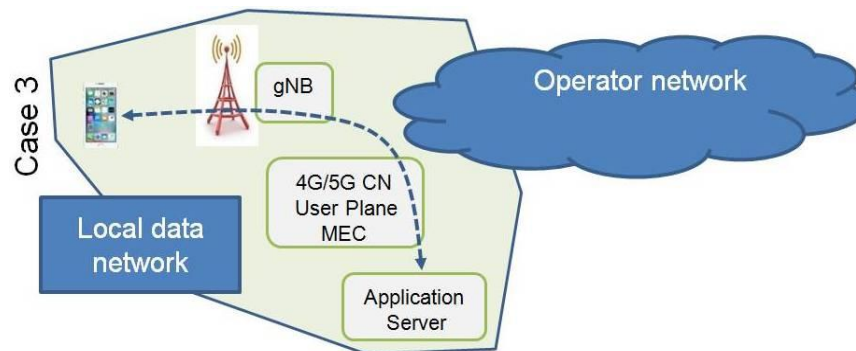 Case 3
gNB
Operator network
4G/5G CN
User Plane
MEC
Local data
network
Application
Server